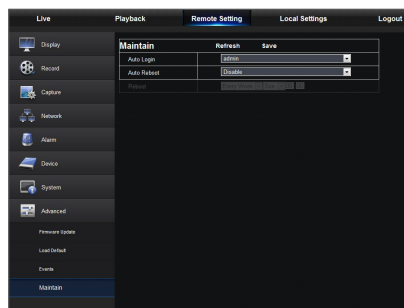 Live Playback Remote Setting Local Settings Logout
Display
Record
Capture
Network
Alarm
Device
System
Advanced
Firmware Update
Load Default
Events
Maintain
Maintain Refresh Save
Auto Login admin
Auto Reboot Disable
Reboot